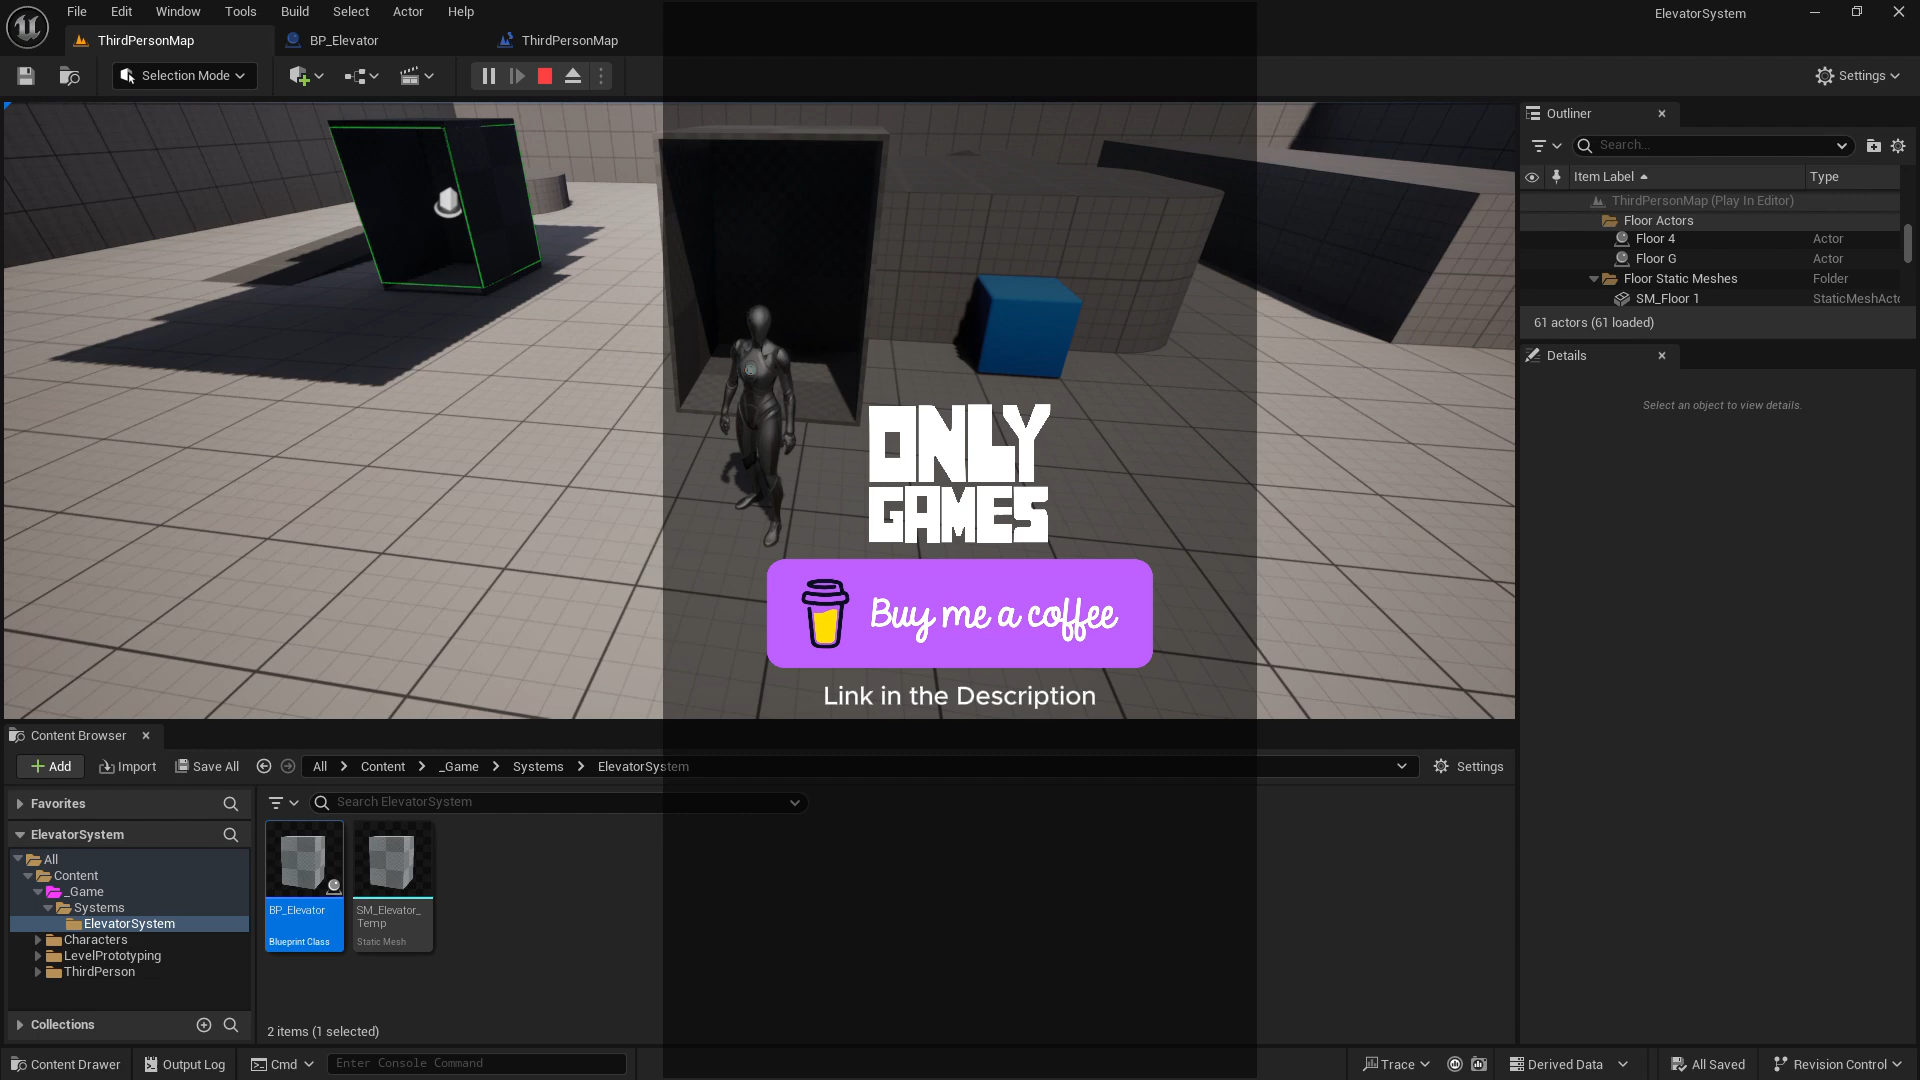 File Edit Window Tools Build Select Actor Help
ElevatorSystem
ThirdPersonMap
BP_Elevator
ThirdPersonMap
Selection Mode
Settings
Outliner
Search...
Item Label
Type
ThirdPersonMap (Play In Editor)
Floor Actors
Floor 4 Actor
Floor G Actor
Floor Static Meshes Folder
SM_Floor 1 StaticMeshActo
61 actors (61 loaded)
Details
Select an object to view details.
ONLY
GAMES
Buy me a coffee
Link in the Description
Content Browser
Add Import Save All All Content _Game Systems ElevatorSystem Settings
Favorites
Search ElevatorSystem
ElevatorSystem
All
Content
_Game
Systems
ElevatorSystem
Characters
LevelPrototyping
ThirdPerson
BP_Elevator
Blueprint Class
SM_Elevator_
Temp
Static Mesh
Collections
2 items (1 selected)
Content Drawer Output Log Cmd Enter Console Command Trace Derived Data All Saved Revision Control